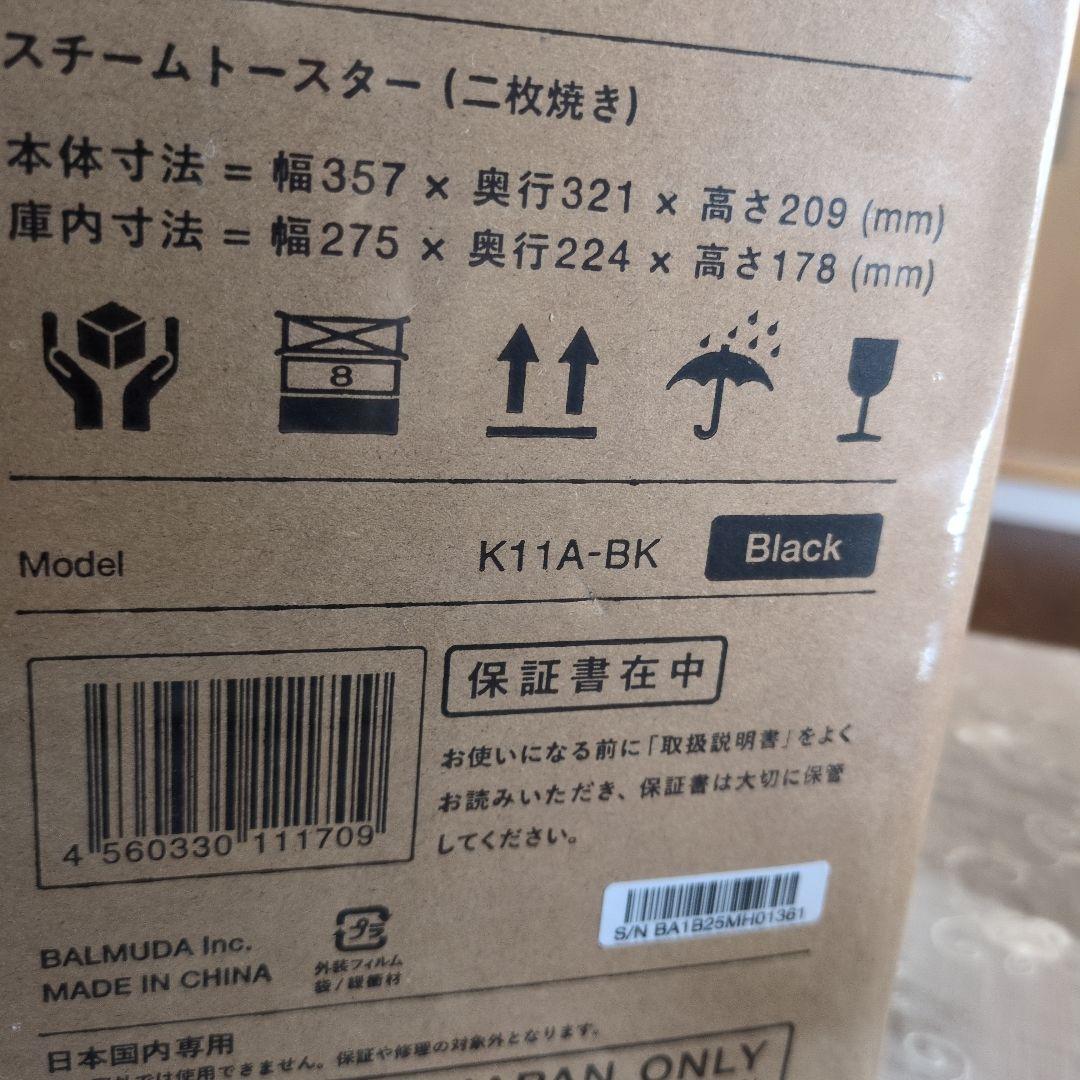 スチームトースター (二枚焼き)
本体寸法 = 幅357 × 奥行321 × 高さ209 (mm)
庫内寸法 = 幅275 × 奥行224 × 高さ178 (mm)
8
Model K11A-BK Black
保証書在中
お使いになる前に「取扱説明書」をよく
お読みいただき、保証書は大切に保管
してください。
4 560330 111709
S/N BA1B25MH01361
BALMUDA Inc.
MADE IN CHINA
プラ
外装フィルム
袋/緩衝材
日本国内専用
では使用できません。保証や修理の対象外となります。
JAPAN ONLY